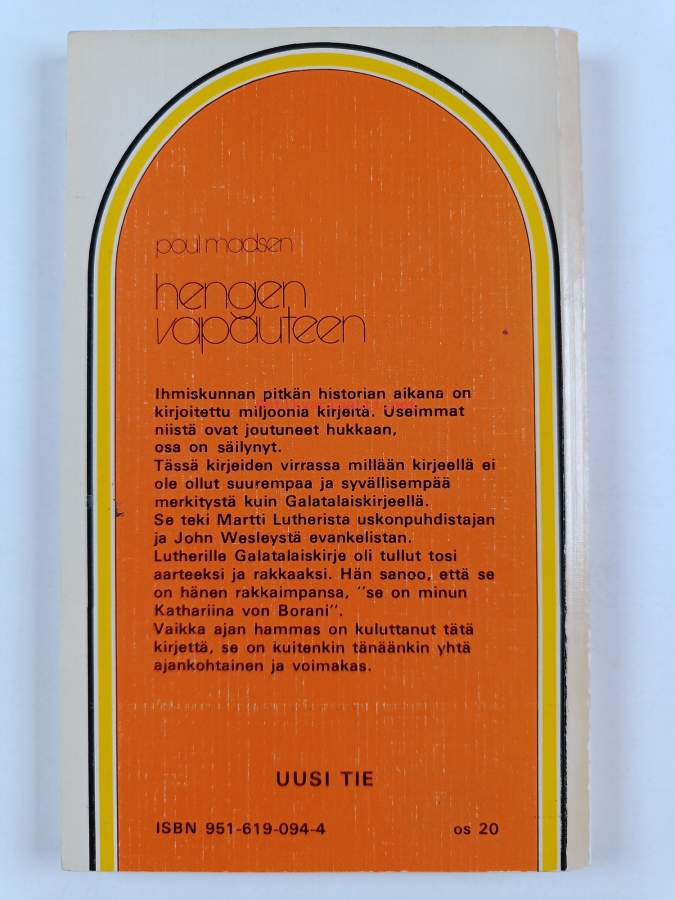 poul madsen
hengen
vapauteen
Ihmiskunnan pitkän historian aikana on
kirjoitettu miljoonia kirjeitä. Useimmat
niistä ovat joutuneet hukkaan,
osa on säilynyt.
Tässä kirjeiden virrassa millään kirjeellä ei
ole ollut suurempaa ja syvällisempää
merkitystä kuin Galatalaiskirjeellä.
Se teki Martti Lutherista uskonpuhdistajan
ja John Wesleystä evankelistan.
Lutherille Galatalaiskirje oli tullut tosi
aarteeksi ja rakkaaksi. Hän sanoo, että se
on hänen rakkaimpansa, ''se on minun
Kathariina von Borani''.
Vaikka ajan hammas on kuluttanut tätä
kirjettä, se on kuitenkin tänäänkin yhtä
ajankohtainen ja voimakas.
UUSI TIE
ISBN 951-619-094-4 os 20